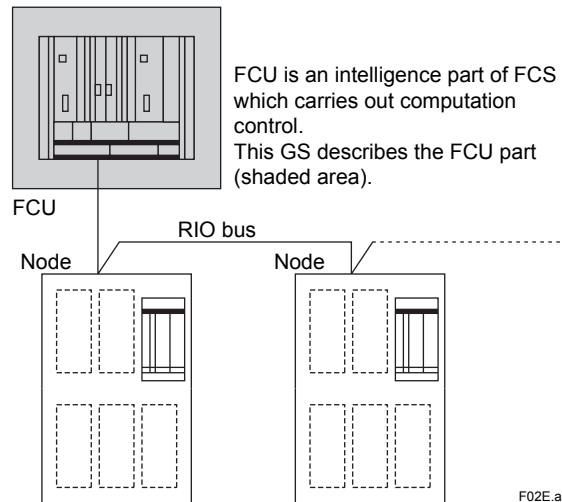 FCU is an intelligence part of FCS
which carries out computation
control.
This GS describes the FCU part
(shaded area).
FCU
RIO bus
Node
Node
F02E.ai